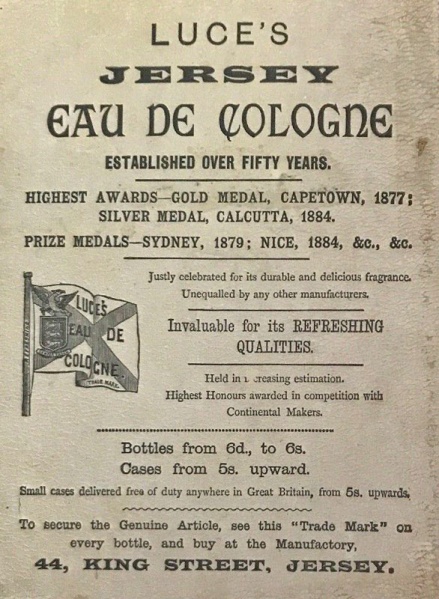 LUCE'S
JERSEY
EAU DE COLOGNE
ESTABLISHED OVER FIFTY YEARS.
HIGHEST AWARDS—GOLD MEDAL, CAPETOWN, 1877;
SILVER MEDAL, CALCUTTA, 1884.
PRIZE MEDALS—SYDNEY, 1879; NICE, 1884, &c., &c.
Justly celebrated for its durable and delicious fragrance.
Unequalled by any other manufacturers.
LUCE'S
EAU DE
COLOGNE.
TRADE MARK.
Invaluable for its REFRESHING
QUALITIES.
Held in creasing estimation.
Highest Honours awarded in competition with
Continental Makers.
Bottles from 6d., to 6s.
Cases from 5s. upward.
Small cases delivered free of duty anywhere in Great Britain, from 5s. upwards,
To secure the Genuine Article, see this "Trade Mark" on
every bottle, and buy at the Manufactory,
44, KING STREET, JERSEY.